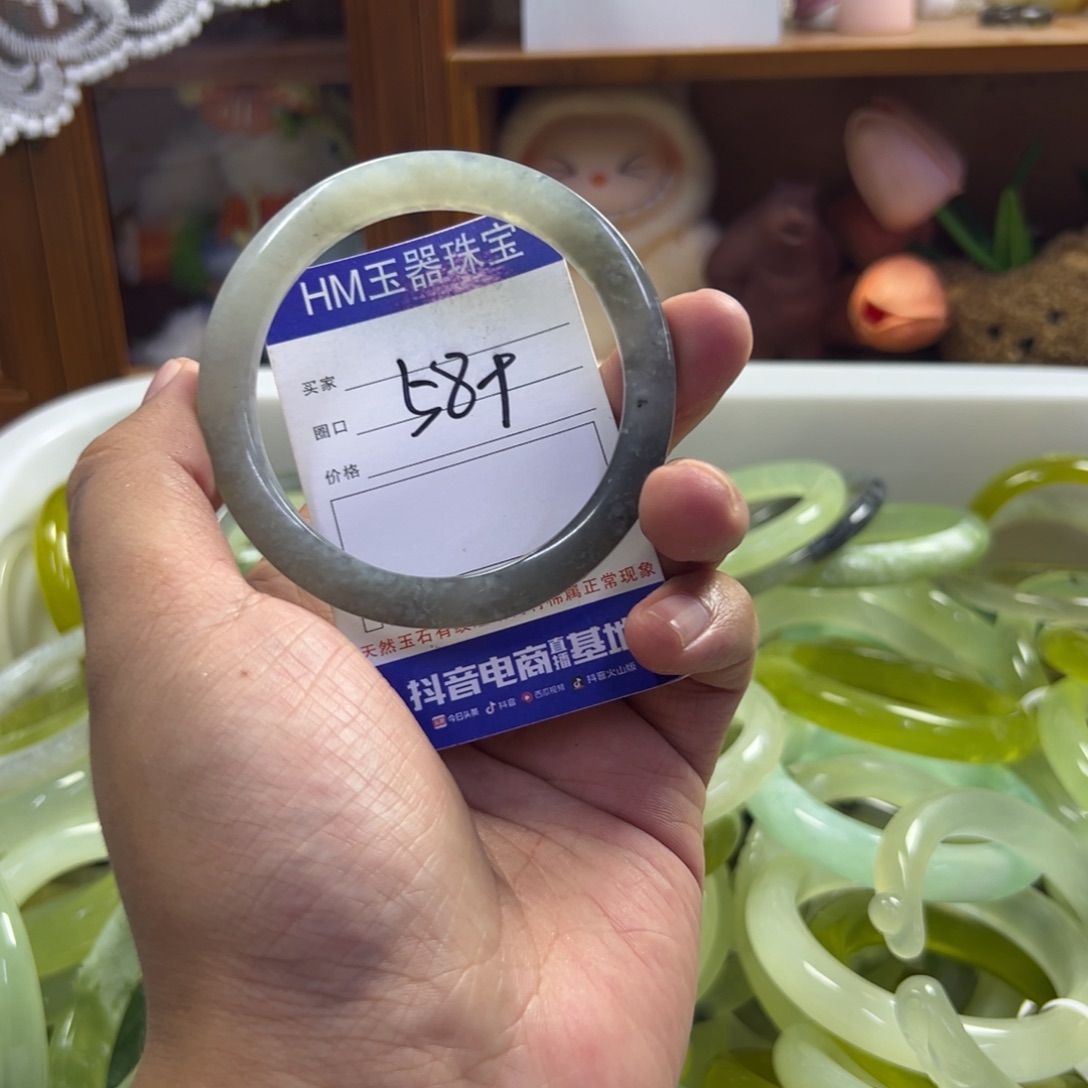 HM玉器珠宝
买家
58+
圈口
价格
天然玉石有纹 棉属正常现象
抖音电商直播基地
今日头条 抖音 西瓜视频 抖音火山版